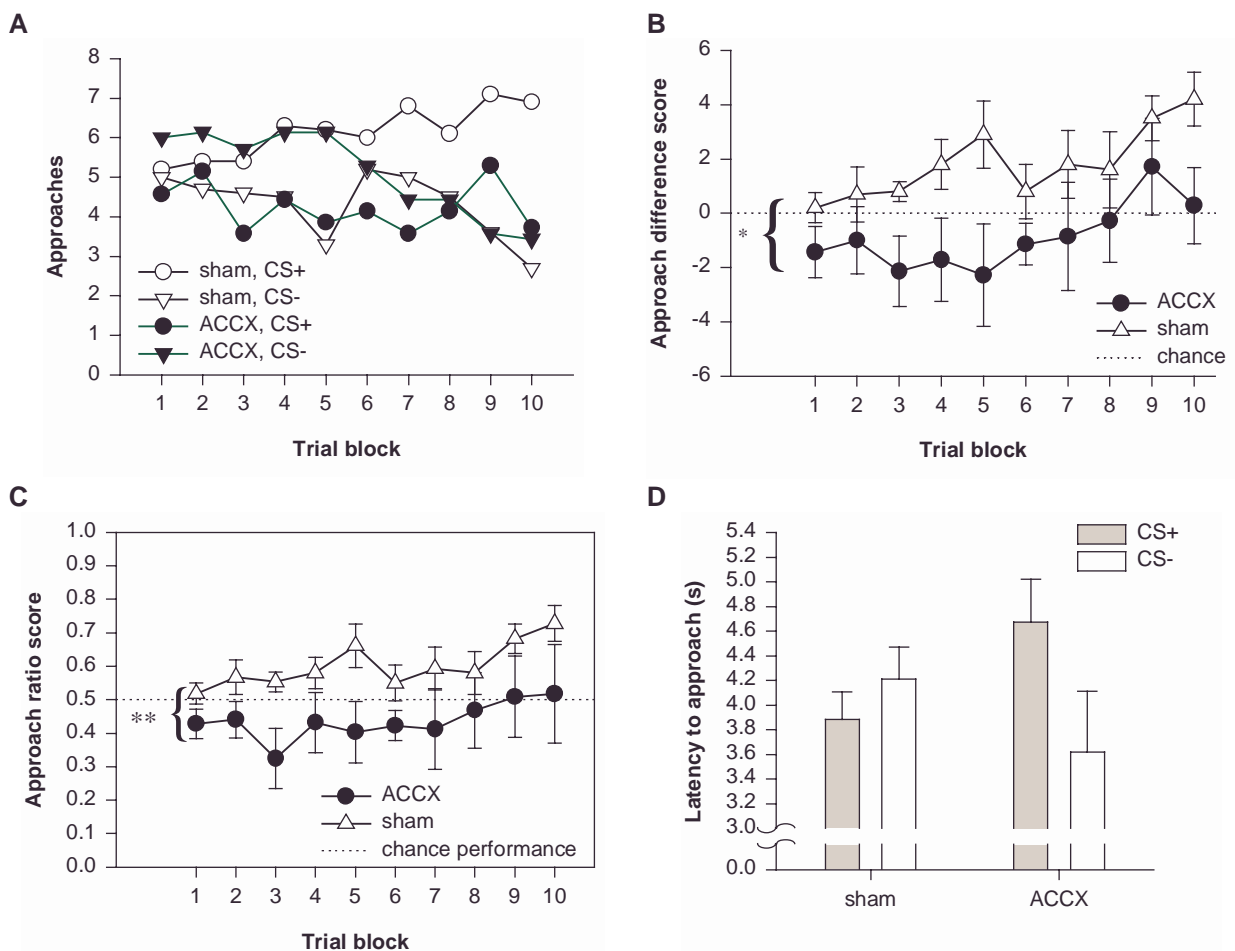 A
8
7
6
5
4
3
2
1
0
Approaches
sham, CS+
sham, CS-
ACCX, CS+
ACCX, CS-
1 2 3 4 5 6 7 8 9 10
Trial block
B
4
2
0
-2
-4
-6
Approach difference score
*
{
ACCX
sham
chance
1 2 3 4 5 6 7 8 9 10
Trial block
C
1.0
0.9
0.8
0.7
0.6
0.5
0.4
0.3
0.2
0.1
0.0
Approach ratio score
**
{
ACCX
sham
chance performance
1 2 3 4 5 6 7 8 9 10
Trial block
D
5.4
5.2
5.0
4.8
4.6
4.4
4.2
4.0
3.8
3.6
3.4
3.2
3.0
0.0
Latency to approach (s)
CS+
CS-
sham ACCX